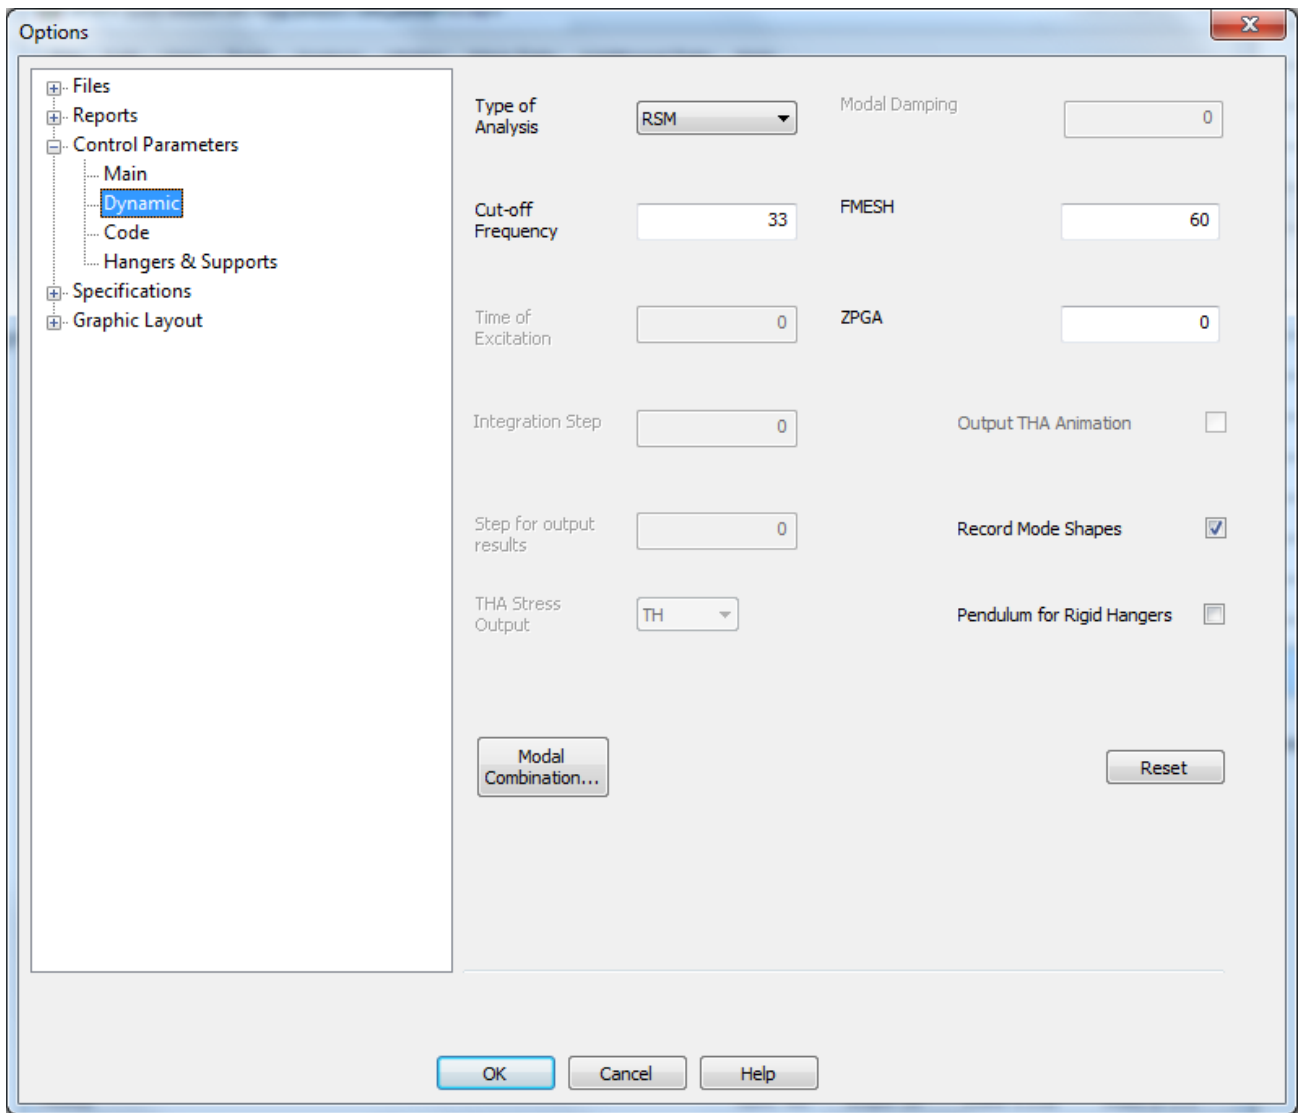 Options
Files
Reports
Control Parameters
Main
Dynamic
Code
Hangers & Supports
Specifications
Graphic Layout
Type of
Analysis
RSM
Modal Damping
0
Cut-off
Frequency
33
FMESH
60
Time of
Excitation
0
ZPGA
0
Integration Step
0
Output THA Animation
Step for output
results
0
Record Mode Shapes
THA Stress
Output
TH
Pendulum for Rigid Hangers
Modal
Combination...
Reset
OK
Cancel
Help